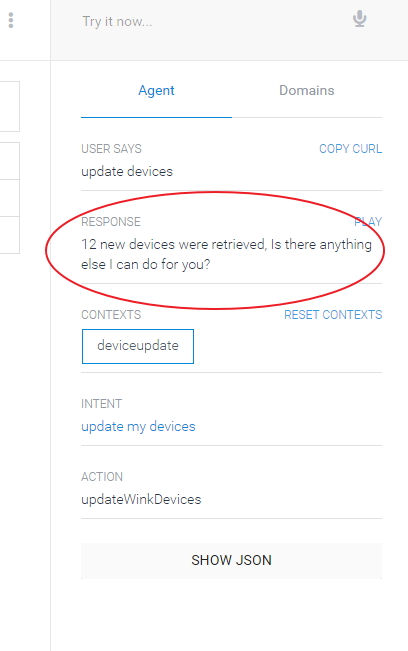 Try it now...
Agent Domains
USER SAYS COPY CURL
update devices
RESPONSE PLAY
12 new devices were retrieved, Is there anything
else I can do for you?
CONTEXTS RESET CONTEXTS
deviceupdate
INTENT
update my devices
ACTION
updateWinkDevices
SHOW JSON